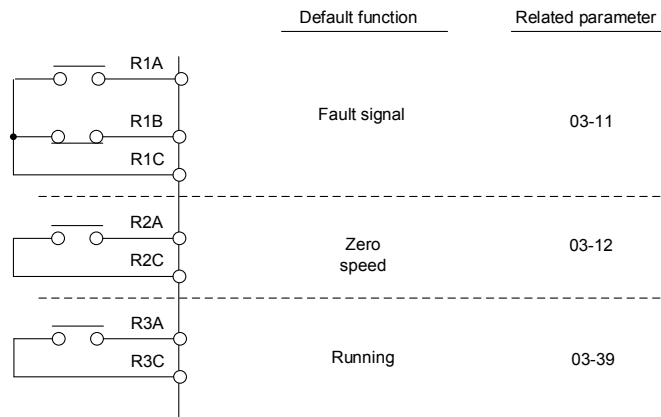 Default function
Related parameter
R1A
R1B
R1C
Fault signal
03-11
R2A
R2C
Zero
speed
03-12
R3A
R3C
Running
03-39